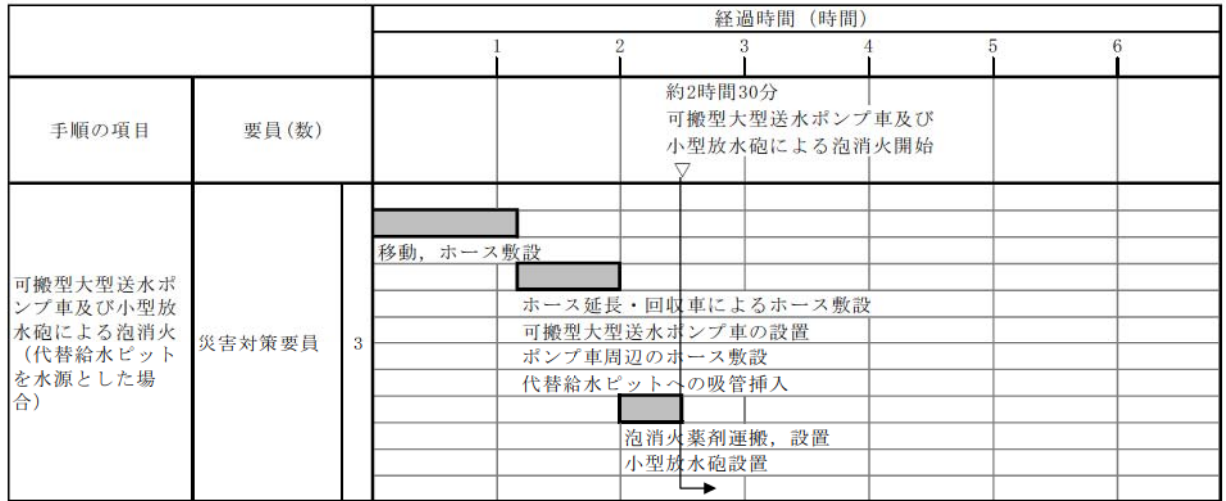 経過時間（時間）
1 2 3 4 5 6
手順の項目
要員(数)
約2時間30分
可搬型大型送水ポンプ車及び
小型放水砲による泡消火開始
可搬型大型送水ポ
ンプ車及び小型放
水砲による泡消火
（代替給水ピット
を水源とした場
合）
災害対策要員
3
移動，ホース敷設
ホース延長・回収車によるホース敷設
可搬型大型送水ポンプ車の設置
ポンプ車周辺のホース敷設
代替給水ピットへの吸管挿入
泡消火薬剤運搬，設置
小型放水砲設置